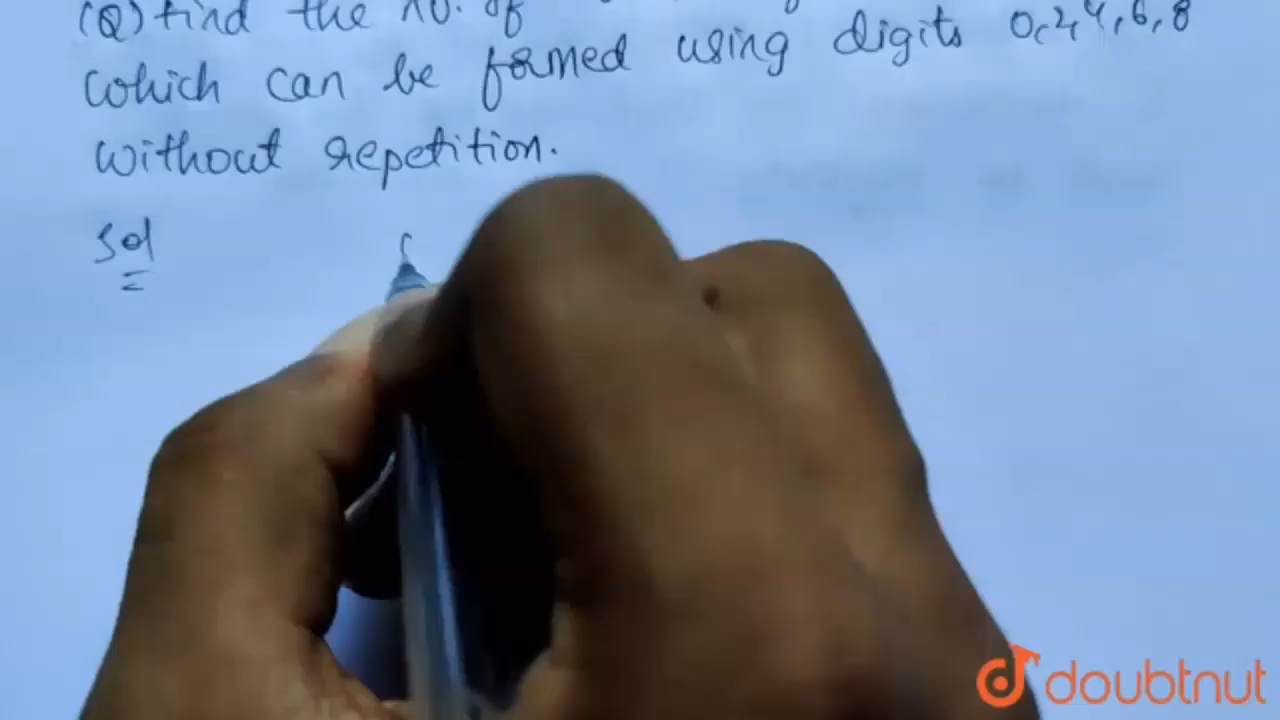 (Q) find the no. of
which can be formed using digits 0,2,4,6,8
without repetition.
Sol
doubtnut